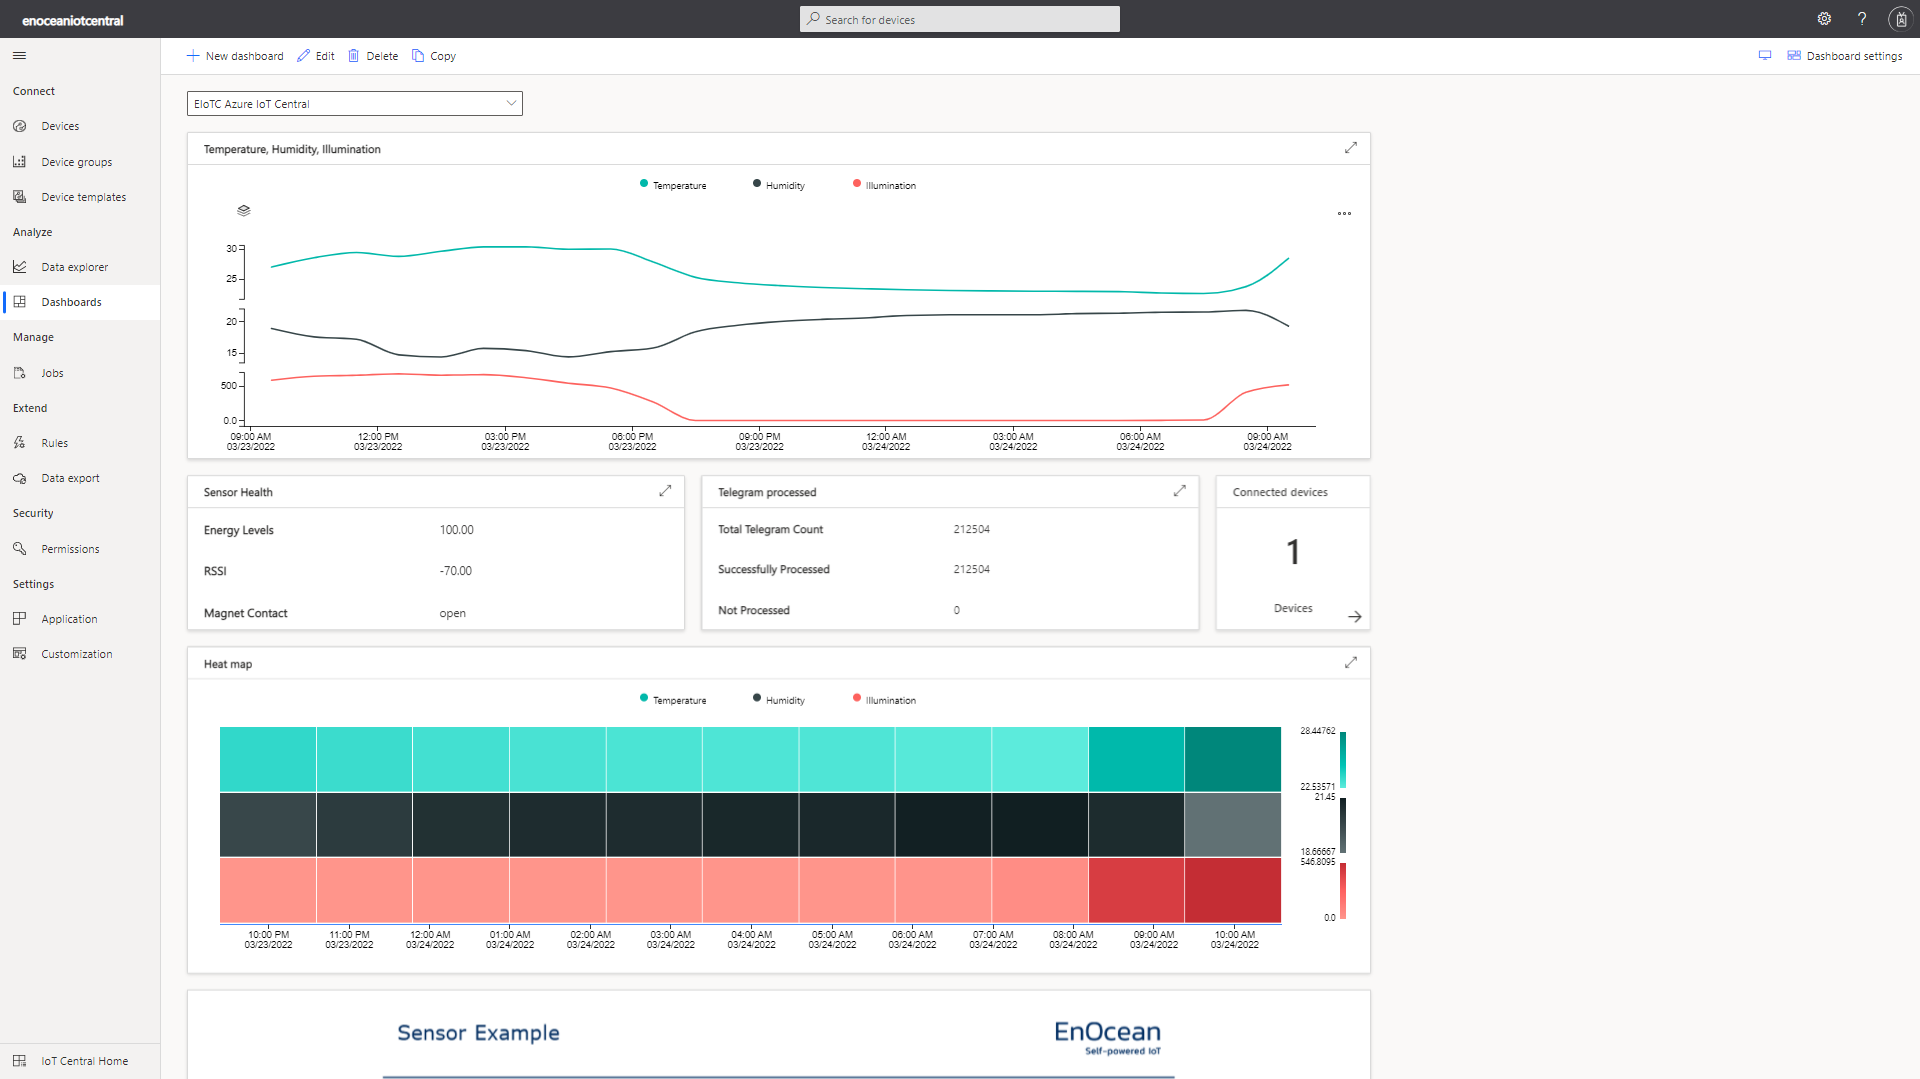 enoceaniotcentral
Search for devices
?
New dashboard Edit Delete Copy
Dashboard settings
Connect
Devices
Device groups
Device templates
Analyze
Data explorer
Dashboards
Manage
Jobs
Extend
Rules
Data export
Security
Permissions
Settings
Application
Customization
IoT Central Home
EIoTC Azure IoT Central
Temperature, Humidity, Illumination
Temperature Humidity Illumination
30
25
20
15
500
0.0
09:00 AM 12:00 PM 03:00 PM 06:00 PM 09:00 PM 12:00 AM 03:00 AM 06:00 AM 09:00 AM
03/23/2022 03/23/2022 03/23/2022 03/23/2022 03/23/2022 03/24/2022 03/24/2022 03/24/2022 03/24/2022
Sensor Health
Energy Levels 100.00
RSSI -70.00
Magnet Contact open
Telegram processed
Total Telegram Count 212504
Successfully Processed 212504
Not Processed 0
Connected devices
1
Devices
Heat map
Temperature Humidity Illumination
28.44762
22.53571
21.45
18.66667
546.8095
0.0
10:00 PM 11:00 PM 12:00 AM 01:00 AM 02:00 AM 03:00 AM 04:00 AM 05:00 AM 06:00 AM 07:00 AM 08:00 AM 09:00 AM 10:00 AM
03/23/2022 03/23/2022 03/24/2022 03/24/2022 03/24/2022 03/24/2022 03/24/2022 03/24/2022 03/24/2022 03/24/2022 03/24/2022 03/24/2022 03/24/2022
Sensor Example
EnOcean
Self-powered IoT